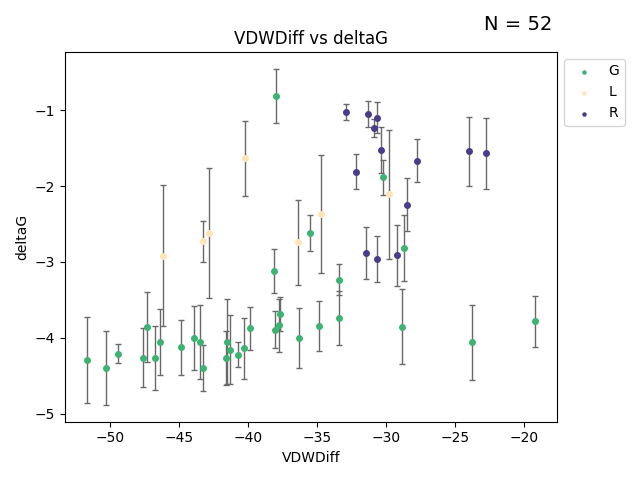 N = 52
VDWDiff vs deltaG
G
L
R
deltaG
−1
−2
−3
−4
−5
−50 −45 −40 −35 −30 −25 −20
VDWDiff